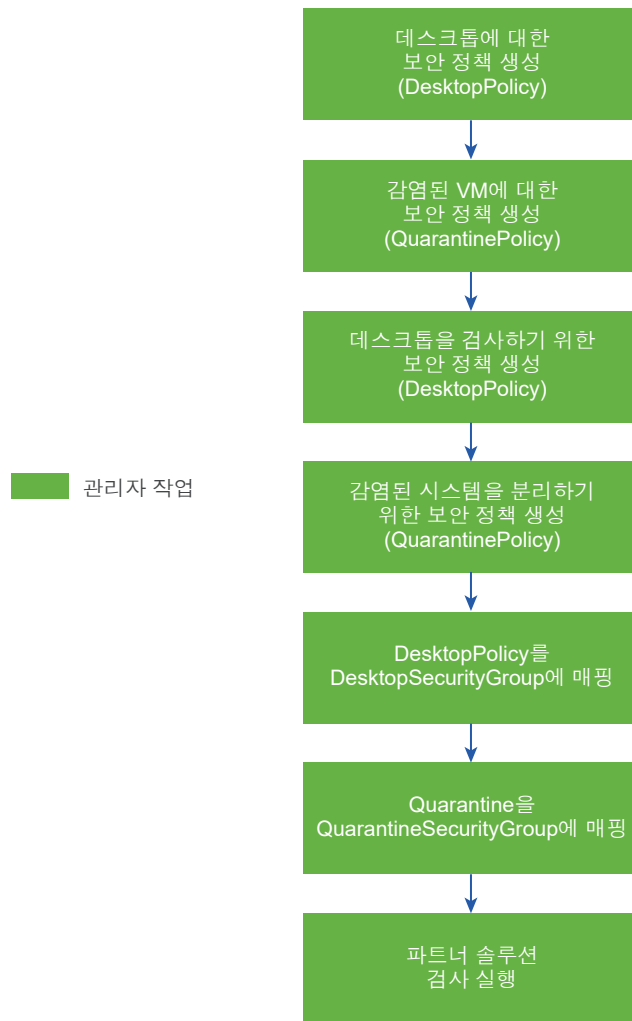 데스크톱에 대한
보안 정책 생성
(DesktopPolicy)
감염된 VM에 대한
보안 정책 생성
(QuarantinePolicy)
데스크톱을 검사하기 위한
보안 정책 생성
(DesktopPolicy)
관리자 작업
감염된 시스템을 분리하기
위한 보안 정책 생성
(QuarantinePolicy)
DesktopPolicy를
DesktopSecurityGroup에 매핑
Quarantine을
QuarantineSecurityGroup에 매핑
파트너 솔루션
검사 실행